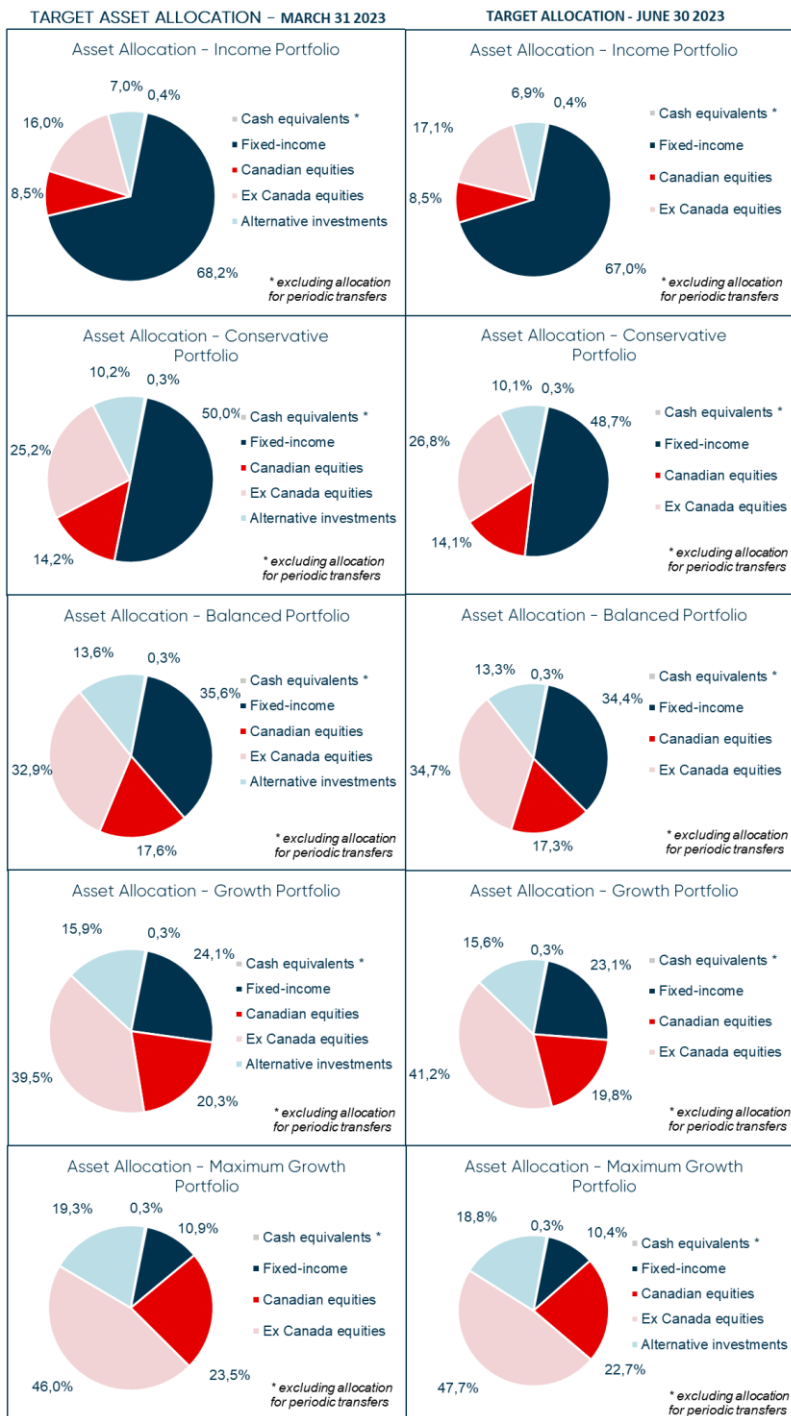 TARGET ASSET ALLOCATION – MARCH 31 2023
Asset Allocation – Income Portfolio
7,0%
0,4%
16,0%
8,5%
68,2%
Cash equivalents *
Fixed-income
Canadian equities
Ex Canada equities
Alternative investments
* excluding allocation
for periodic transfers
TARGET ALLOCATION - JUNE 30 2023
Asset Allocation – Income Portfolio
6,9%
0,4%
17,1%
8,5%
67,0%
Cash equivalents *
Fixed-income
Canadian equities
Ex Canada equities
* excluding allocation
for periodic transfers
Asset Allocation – Conservative
Portfolio
10,2%
0,3%
50,0%
25,2%
14,2%
Cash equivalents *
Fixed-income
Canadian equities
Ex Canada equities
Alternative investments
* excluding allocation
for periodic transfers
Asset Allocation – Conservative
Portfolio
10,1%
0,3%
48,7%
26,8%
14,1%
Cash equivalents *
Fixed-income
Canadian equities
Ex Canada equities
* excluding allocation
for periodic transfers
Asset Allocation – Balanced Portfolio
13,6%
0,3%
35,6%
32,9%
17,6%
Cash equivalents *
Fixed-income
Canadian equities
Ex Canada equities
Alternative investments
* excluding allocation
for periodic transfers
Asset Allocation – Balanced Portfolio
13,3%
0,3%
34,4%
34,7%
17,3%
Cash equivalents *
Fixed-income
Canadian equities
Ex Canada equities
* excluding allocation
for periodic transfers
Asset Allocation – Growth Portfolio
15,9%
0,3%
24,1%
39,5%
20,3%
Cash equivalents *
Fixed-income
Canadian equities
Ex Canada equities
Alternative investments
* excluding allocation
for periodic transfers
Asset Allocation – Growth Portfolio
15,6%
0,3%
23,1%
41,2%
19,8%
Cash equivalents *
Fixed-income
Canadian equities
Ex Canada equities
* excluding allocation
for periodic transfers
Asset Allocation – Maximum Growth
Portfolio
19,3%
0,3%
10,9%
46,0%
23,5%
Cash equivalents *
Fixed-income
Canadian equities
Ex Canada equities
* excluding allocation
for periodic transfers
Asset Allocation – Maximum Growth
Portfolio
18,8%
0,3%
10,4%
47,7%
22,7%
Cash equivalents *
Fixed-income
Canadian equities
Ex Canada equities
Alternative investments
* excluding allocation
for periodic transfers